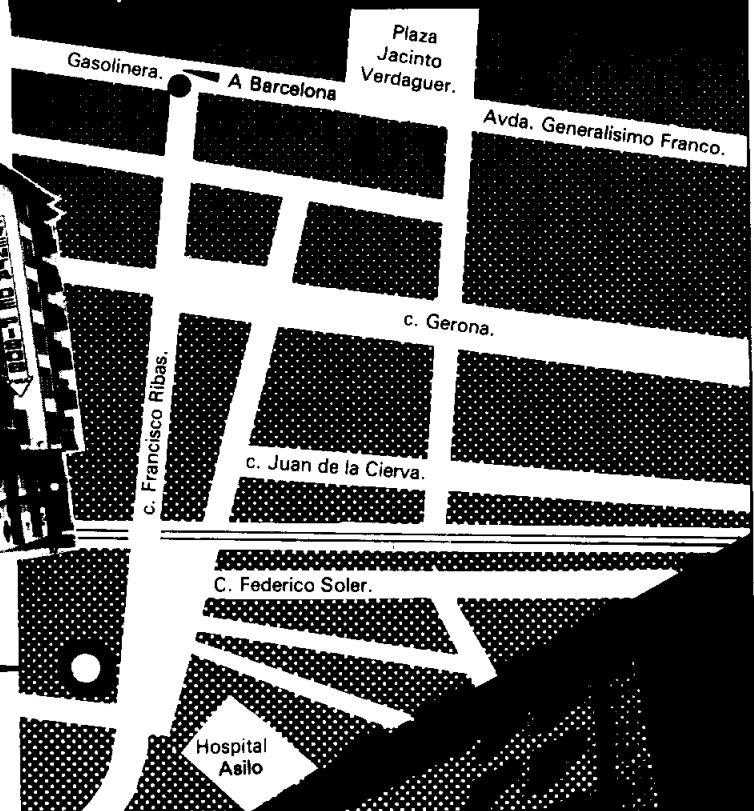 Plaza
Jacinto
Verdaguer.
Gasolinera.
A Barcelona
Avda. Generalisimo Franco.
c. Gerona.
c. Francisco Ribas.
c. Juan de la Cierva.
C. Federico Soler.
Hospital
Asilo